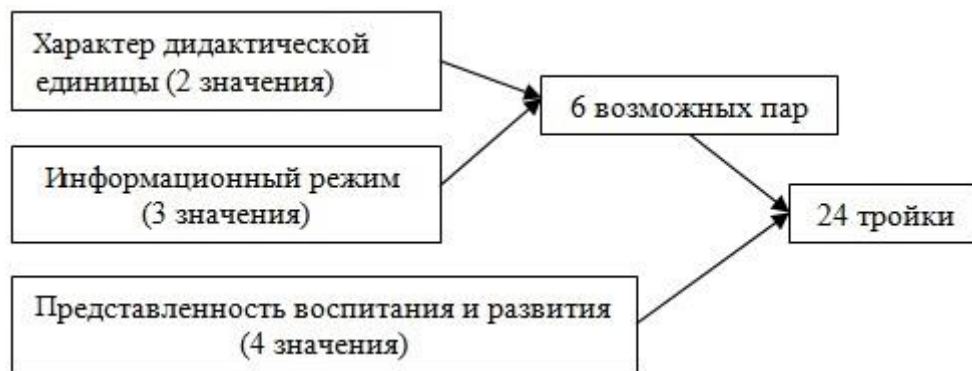 Характер дидактической
единицы (2 значения)
6 возможных пар
Информационный режим
(3 значения)
24 тройки
Представленность воспитания и развития
(4 значения)